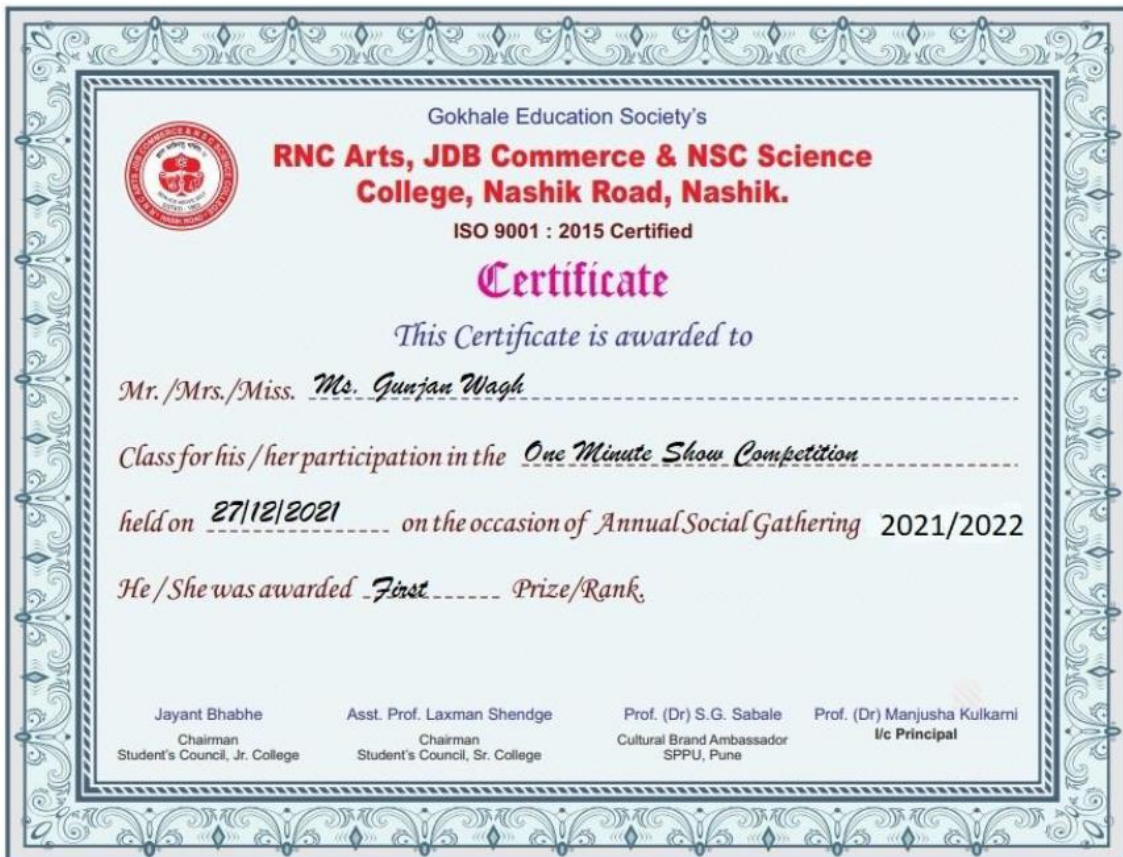 Gokhale Education Society's
RNC Arts, JDB Commerce & NSC Science
College, Nashik Road, Nashik.
ISO 9001 : 2015 Certified
Certificate
This Certificate is awarded to
Mr./Mrs./Miss. Ms. Gunjan Wagh
Class for his / her participation in the One Minute Show Competition
held on 27/12/2021 on the occasion of Annual Social Gathering 2021/2022
He / She was awarded First Prize/Rank.
Jayant Bhabhe Asst. Prof. Laxman Shendge Prof. (Dr) S.G. Sabale Prof. (Dr) Manjusha Kulkarni
Chairman Chairman Cultural Brand Ambassador I/c Principal
Student's Council, Jr. College Student's Council, Sr. College SPPU, Pune